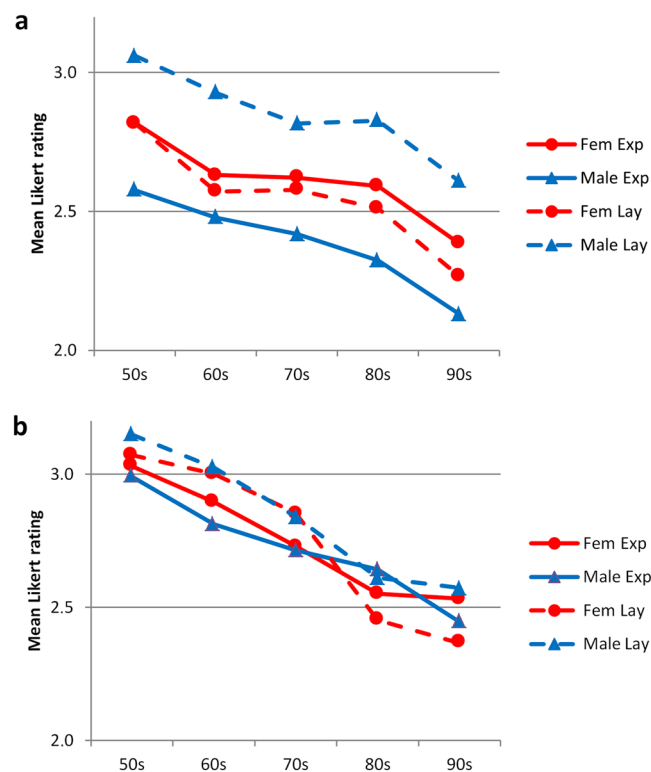 a
Mean Likert rating
3.0
2.5
2.0
50s 60s 70s 80s 90s
Fem Exp
Male Exp
Fem Lay
Male Lay
b
Mean Likert rating
3.0
2.5
2.0
50s 60s 70s 80s 90s
Fem Exp
Male Exp
Fem Lay
Male Lay